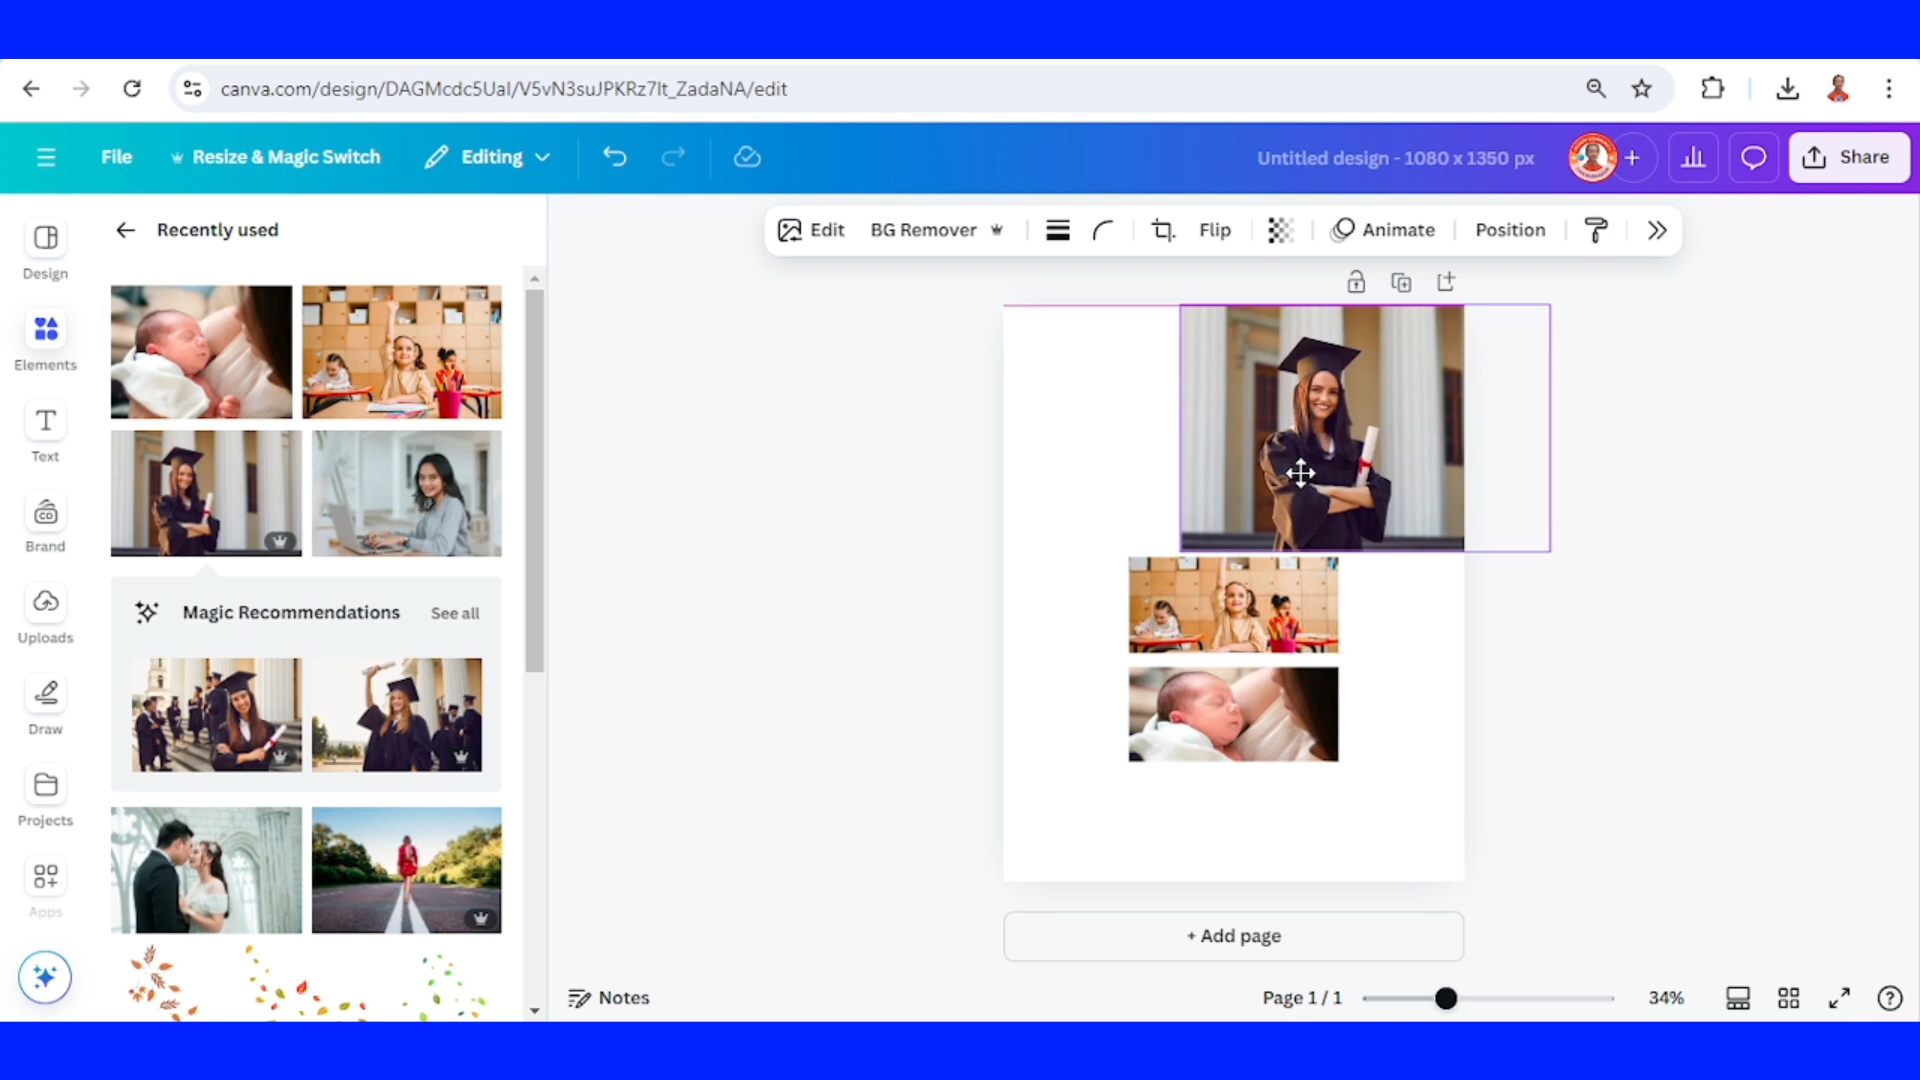 canva.com/design/DAGMcdc5UaI/V5vN3suJPKRz7It_ZadaNA/edit
File
Resize & Magic Switch
Editing
Untitled design - 1080 x 1350 px
Share
Design
Elements
Text
Brand
Uploads
Draw
Projects
Apps
Recently used
Magic Recommendations
See all
Edit
BG Remover
Flip
Animate
Position
+ Add page
Notes
Page 1 / 1
34%